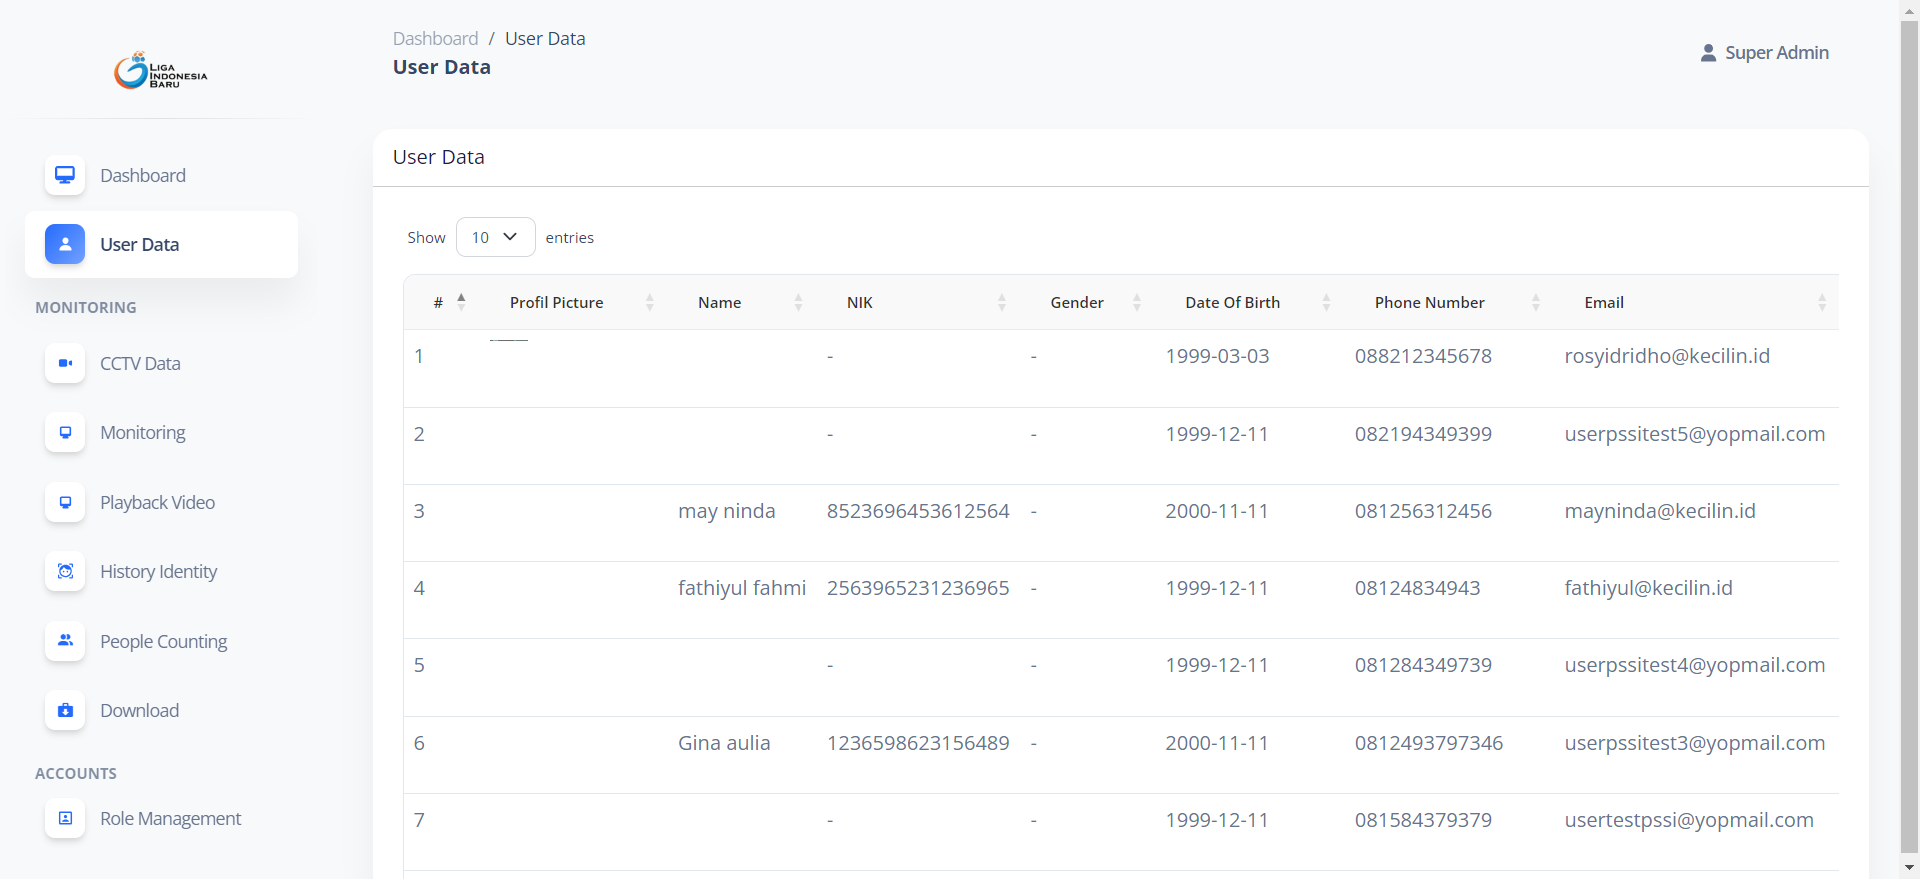 LIGA
INDONESIA
BARU
Dashboard / User Data
User Data
Super Admin
Dashboard
User Data
MONITORING
CCTV Data
Monitoring
Playback Video
History Identity
People Counting
Download
ACCOUNTS
Role Management
User Data
Show 10 entries
# Profil Picture Name NIK Gender Date Of Birth Phone Number Email
1 - - 1999-03-03 088212345678 rosyidridho@kecilin.id
2 - - 1999-12-11 082194349399 userpssitest5@yopmail.com
3 may ninda 8523696453612564 - 2000-11-11 081256312456 mayninda@kecilin.id
4 fathiyul fahmi 2563965231236965 - 1999-12-11 08124834943 fathiyul@kecilin.id
5 - - 1999-12-11 081284349739 userpssitest4@yopmail.com
6 Gina aulia 1236598623156489 - 2000-11-11 0812493797346 userpssitest3@yopmail.com
7 - - 1999-12-11 081584379379 usertestpssi@yopmail.com